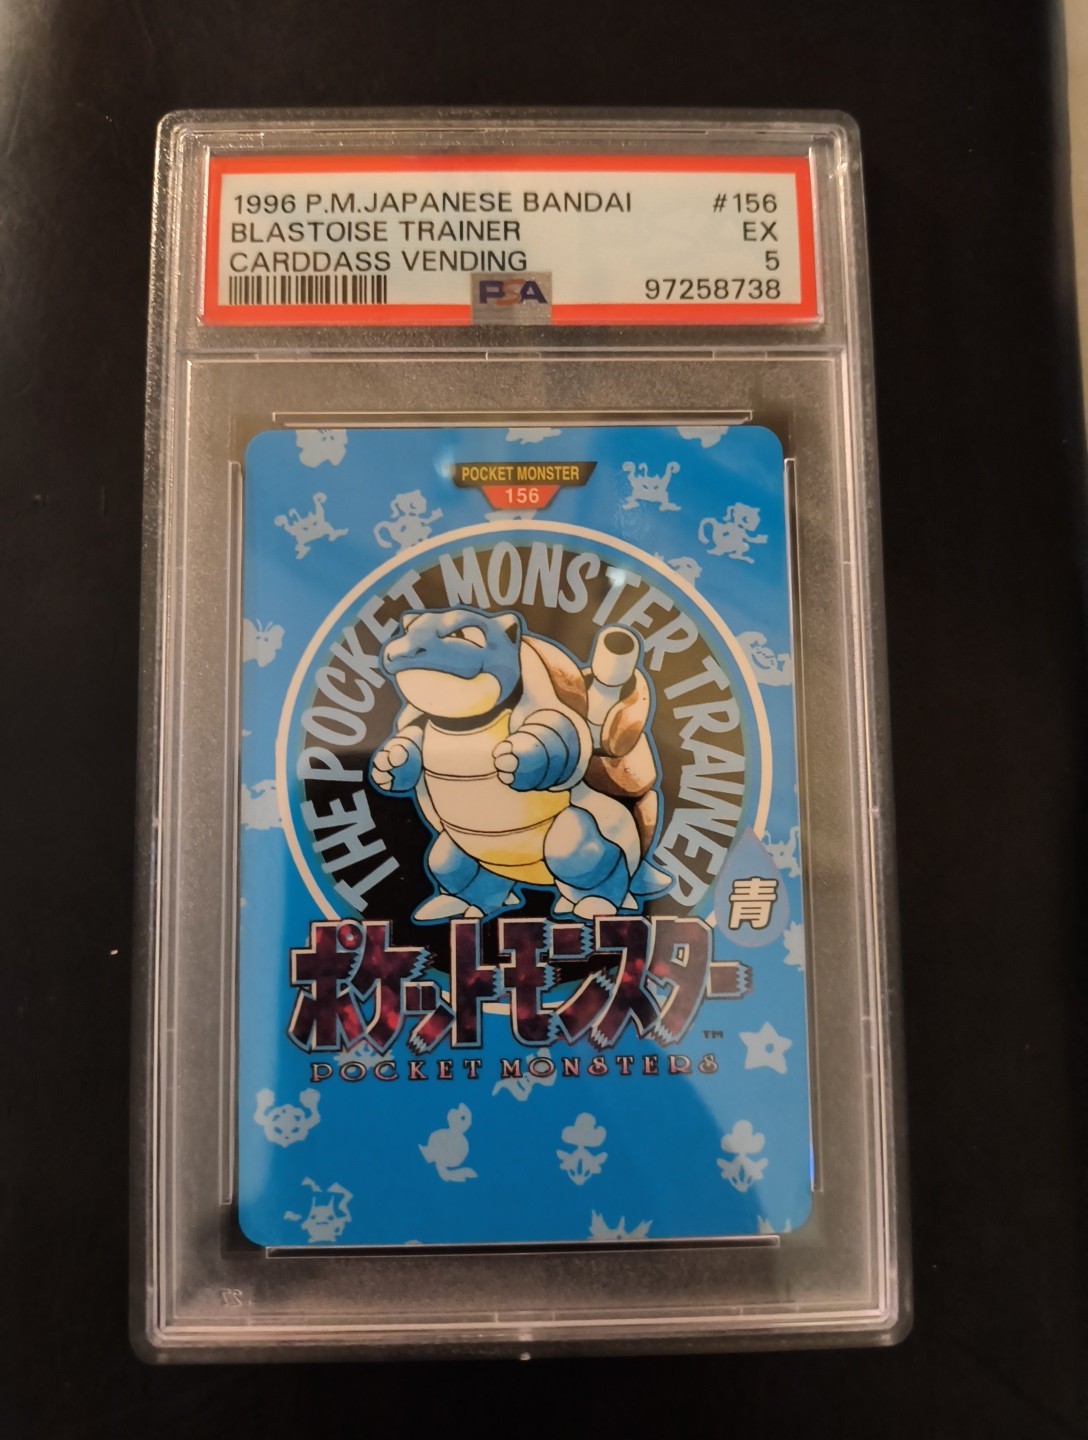 1996 P.M.JAPANESE BANDAI #156
BLASTOISE TRAINER EX
CARDDASS VENDING 5
PSA 97258738
POCKET MONSTER
156
THE POCKET MONSTER TRAINER
青
ポケットモンスター
TM
POCKET MONSTERS